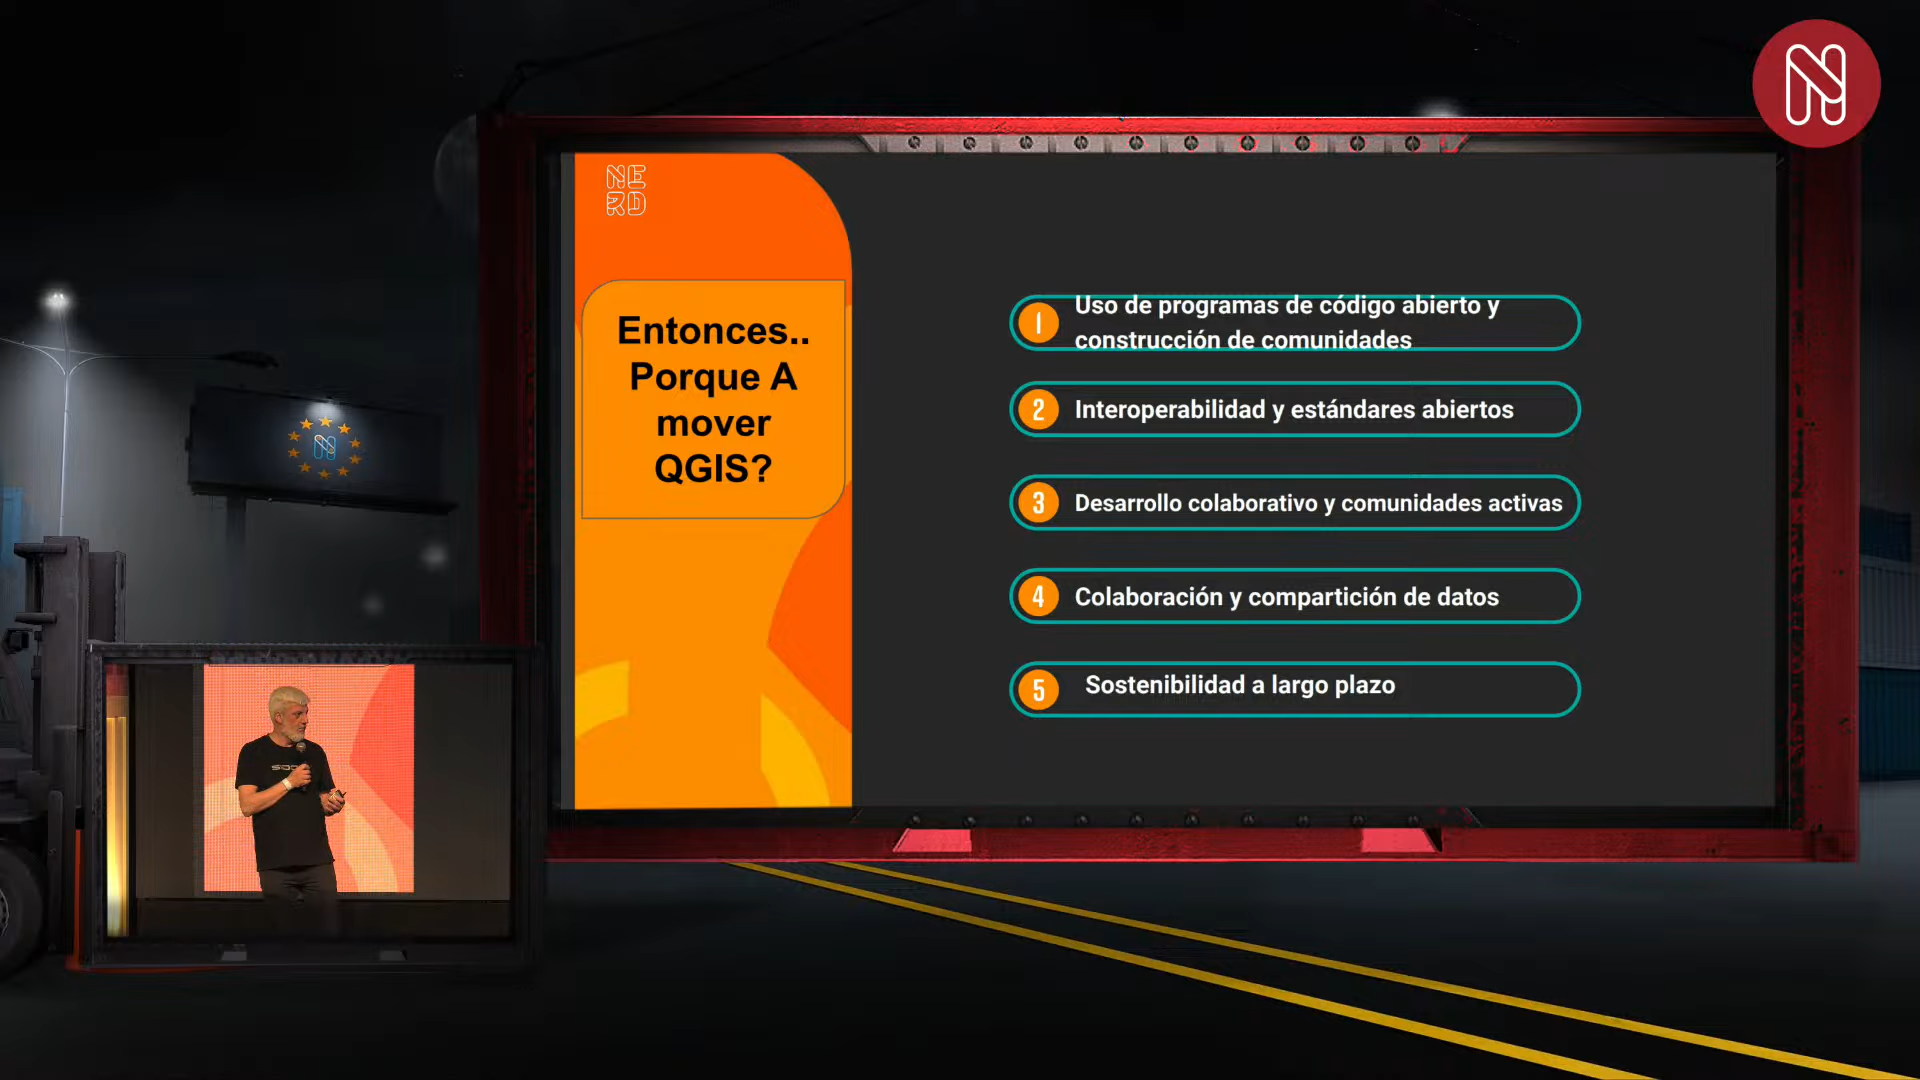 NE
RD
Entonces..
Porque A
mover
QGIS?
1 Uso de programas de código abierto y
construcción de comunidades
2 Interoperabilidad y estándares abiertos
3 Desarrollo colaborativo y comunidades activas
4 Colaboración y compartición de datos
5 Sostenibilidad a largo plazo